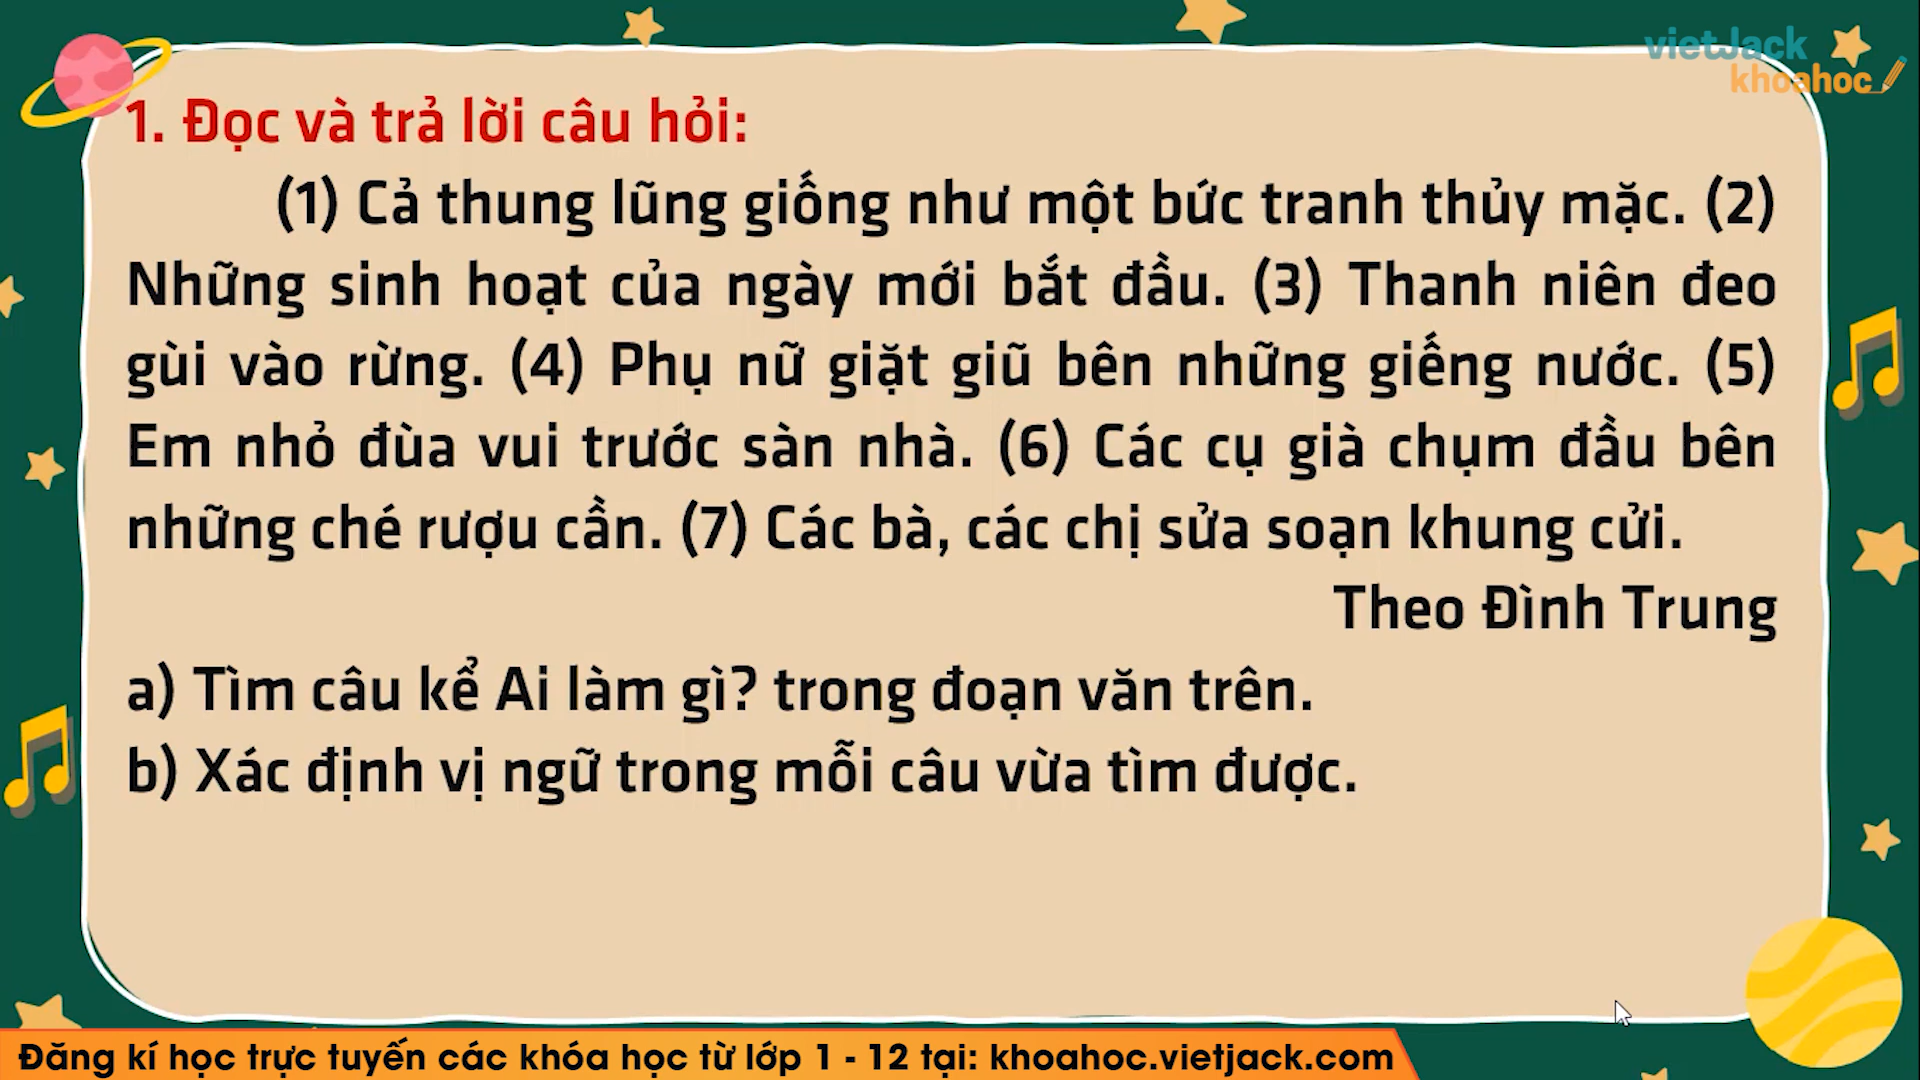 vietJack
khoahoc
1. Đọc và trả lời câu hỏi:
(1) Cả thung lũng giống như một bức tranh thủy mặc. (2)
Những sinh hoạt của ngày mới bắt đầu. (3) Thanh niên đeo
gùi vào rừng. (4) Phụ nữ giặt giũ bên những giếng nước. (5)
Em nhỏ đùa vui trước sàn nhà. (6) Các cụ già chụm đầu bên
những ché rượu cần. (7) Các bà, các chị sửa soạn khung cửi.
Theo Đình Trung
a) Tìm câu kể Ai làm gì? trong đoạn văn trên.
b) Xác định vị ngữ trong mỗi câu vừa tìm được.
Đăng kí học trực tuyến các khóa học từ lớp 1 - 12 tại: khoahoc.vietjack.com